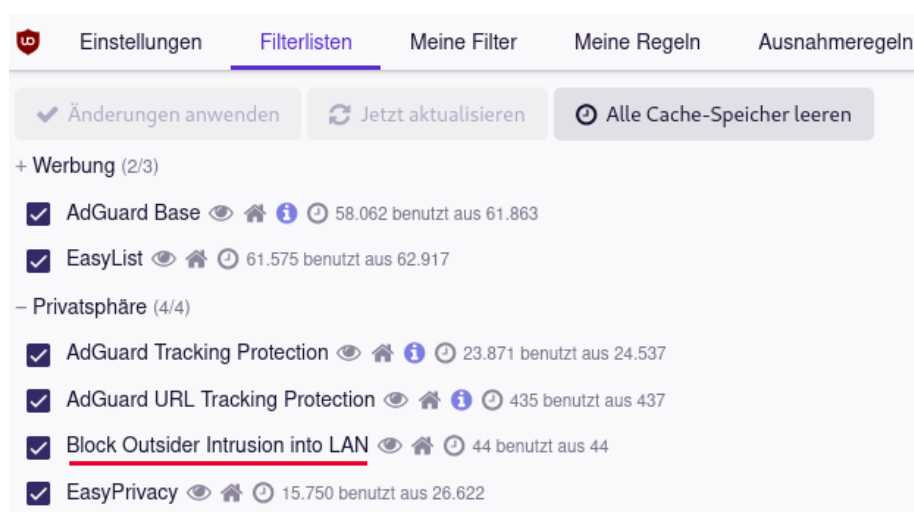 Einstellungen Filterlisten Meine Filter Meine Regeln Ausnahmeregeln
Änderungen anwenden Jetzt aktualisieren Alle Cache-Speicher leeren
+ Werbung (2/3)
AdGuard Base 58.062 benutzt aus 61.863
EasyList 61.575 benutzt aus 62.917
– Privatsphäre (4/4)
AdGuard Tracking Protection 23.871 benutzt aus 24.537
AdGuard URL Tracking Protection 435 benutzt aus 437
Block Outsider Intrusion into LAN 44 benutzt aus 44
EasyPrivacy 15.750 benutzt aus 26.622